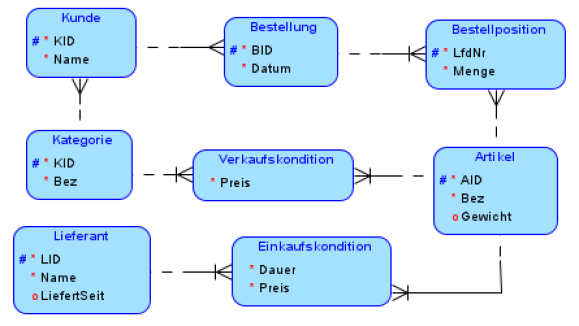 Kunde
# * KID
* Name
Bestellung
# * BID
* Datum
Bestellposition
# * LfdNr
* Menge
Kategorie
# * KID
* Bez
Verkaufskondition
* Preis
Artikel
# * AID
* Bez
o Gewicht
Lieferant
# * LID
* Name
o LiefertSeit
Einkaufskondition
* Dauer
* Preis